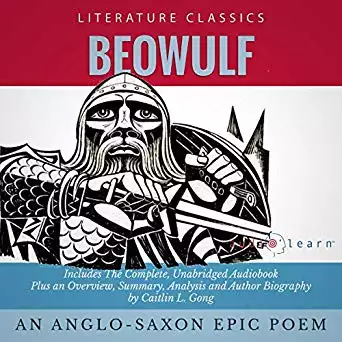 LITERATURE CLASSICS
BEOWULF
learn™
Includes The Complete, Unabridged Audiobook
Plus an Overview, Summary, Analysis and Author Biography
by Caitlin L. Gong
AN ANGLO-SAXON EPIC POEM